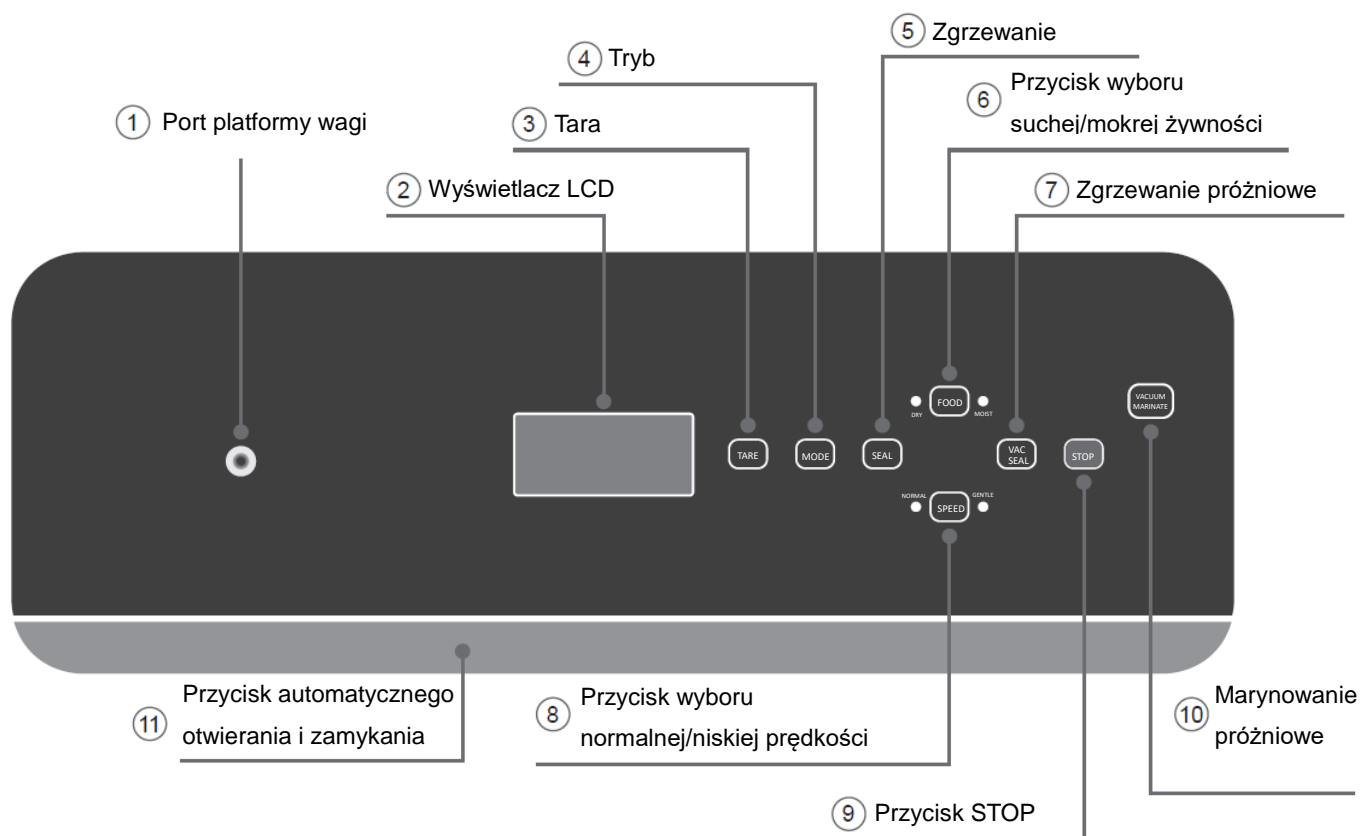 5 Zgrzewanie
4 Tryb
6 Przycisk wyboru
suchej/mokrej żywności
1 Port platformy wagi
3 Tara
2 Wyświetlacz LCD
7 Zgrzewanie próżniowe
VACUUM
MARINATE
DRY FOOD MOIST
TARE MODE SEAL
VAC
SEAL
STOP
NORMAL SPEED GENTLE
11 Przycisk automatycznego
otwierania i zamykania
8 Przycisk wyboru
normalnej/niskiej prędkości
10 Marynowanie
próżniowe
9 Przycisk STOP